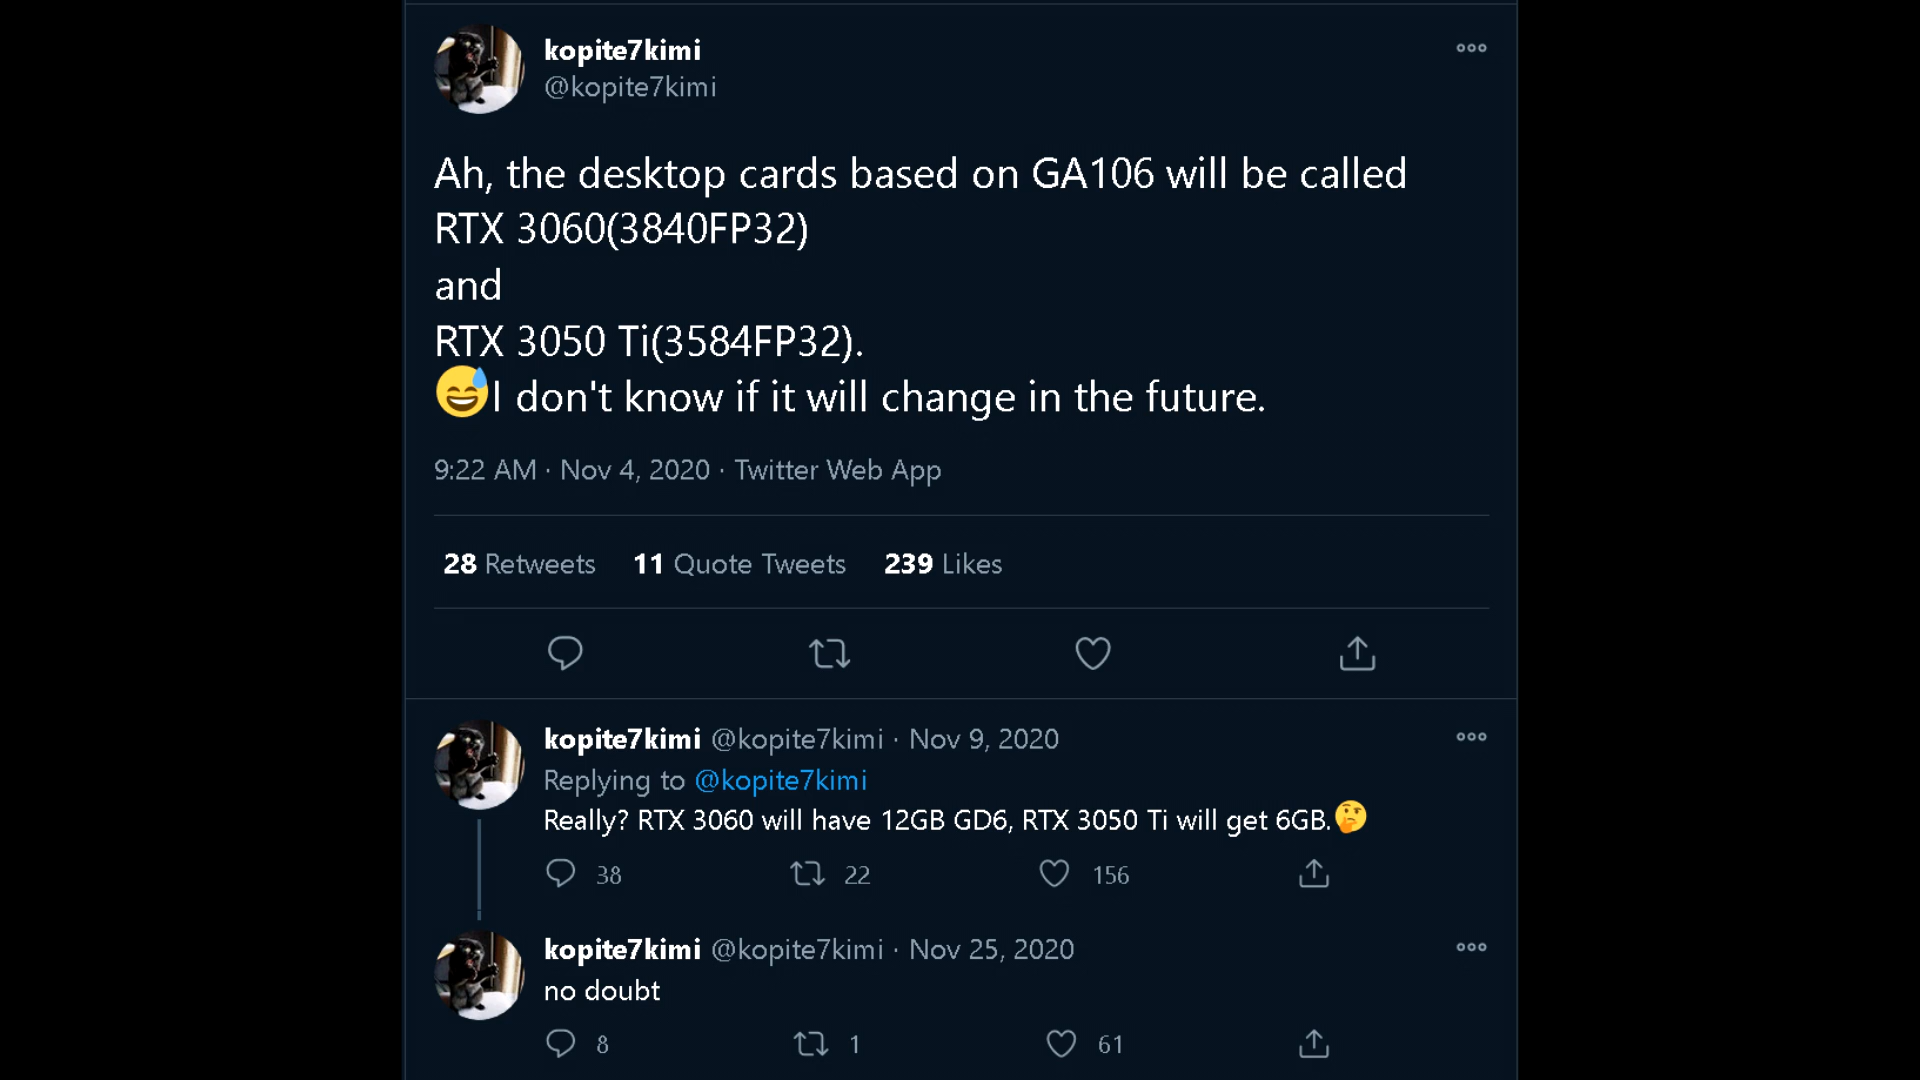 kopite7kimi
@kopite7kimi
Ah, the desktop cards based on GA106 will be called
RTX 3060(3840FP32)
and
RTX 3050 Ti(3584FP32).
😅I don't know if it will change in the future.
9:22 AM · Nov 4, 2020 · Twitter Web App
28 Retweets 11 Quote Tweets 239 Likes
kopite7kimi @kopite7kimi · Nov 9, 2020
Replying to @kopite7kimi
Really? RTX 3060 will have 12GB GD6, RTX 3050 Ti will get 6GB.🤔
38 22 156
kopite7kimi @kopite7kimi · Nov 25, 2020
no doubt
8 1 61